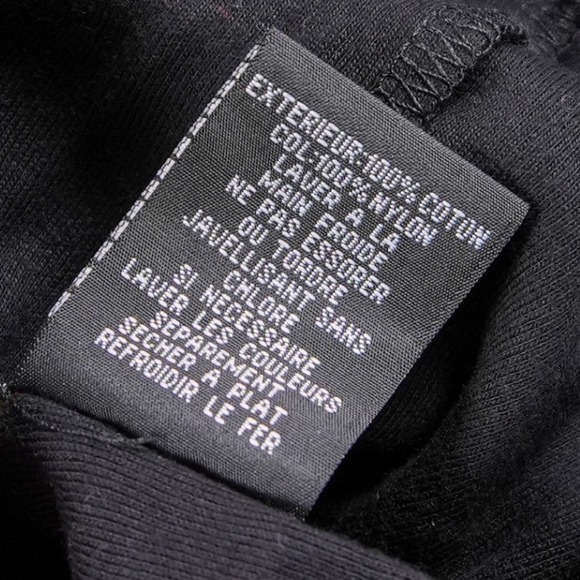 EXTERIEUR:100% COTON
COL:100% NYLON
LAVER A LA
MAIN FROIDE
NE PAS ESSORER
OU TORDRE
JAVELLISANT SANS
CHLORE
SI NECESSAIRE
LAVER LES COULEURS
SEPAREMENT
SECHER A PLAT
REFROIDIR LE FER